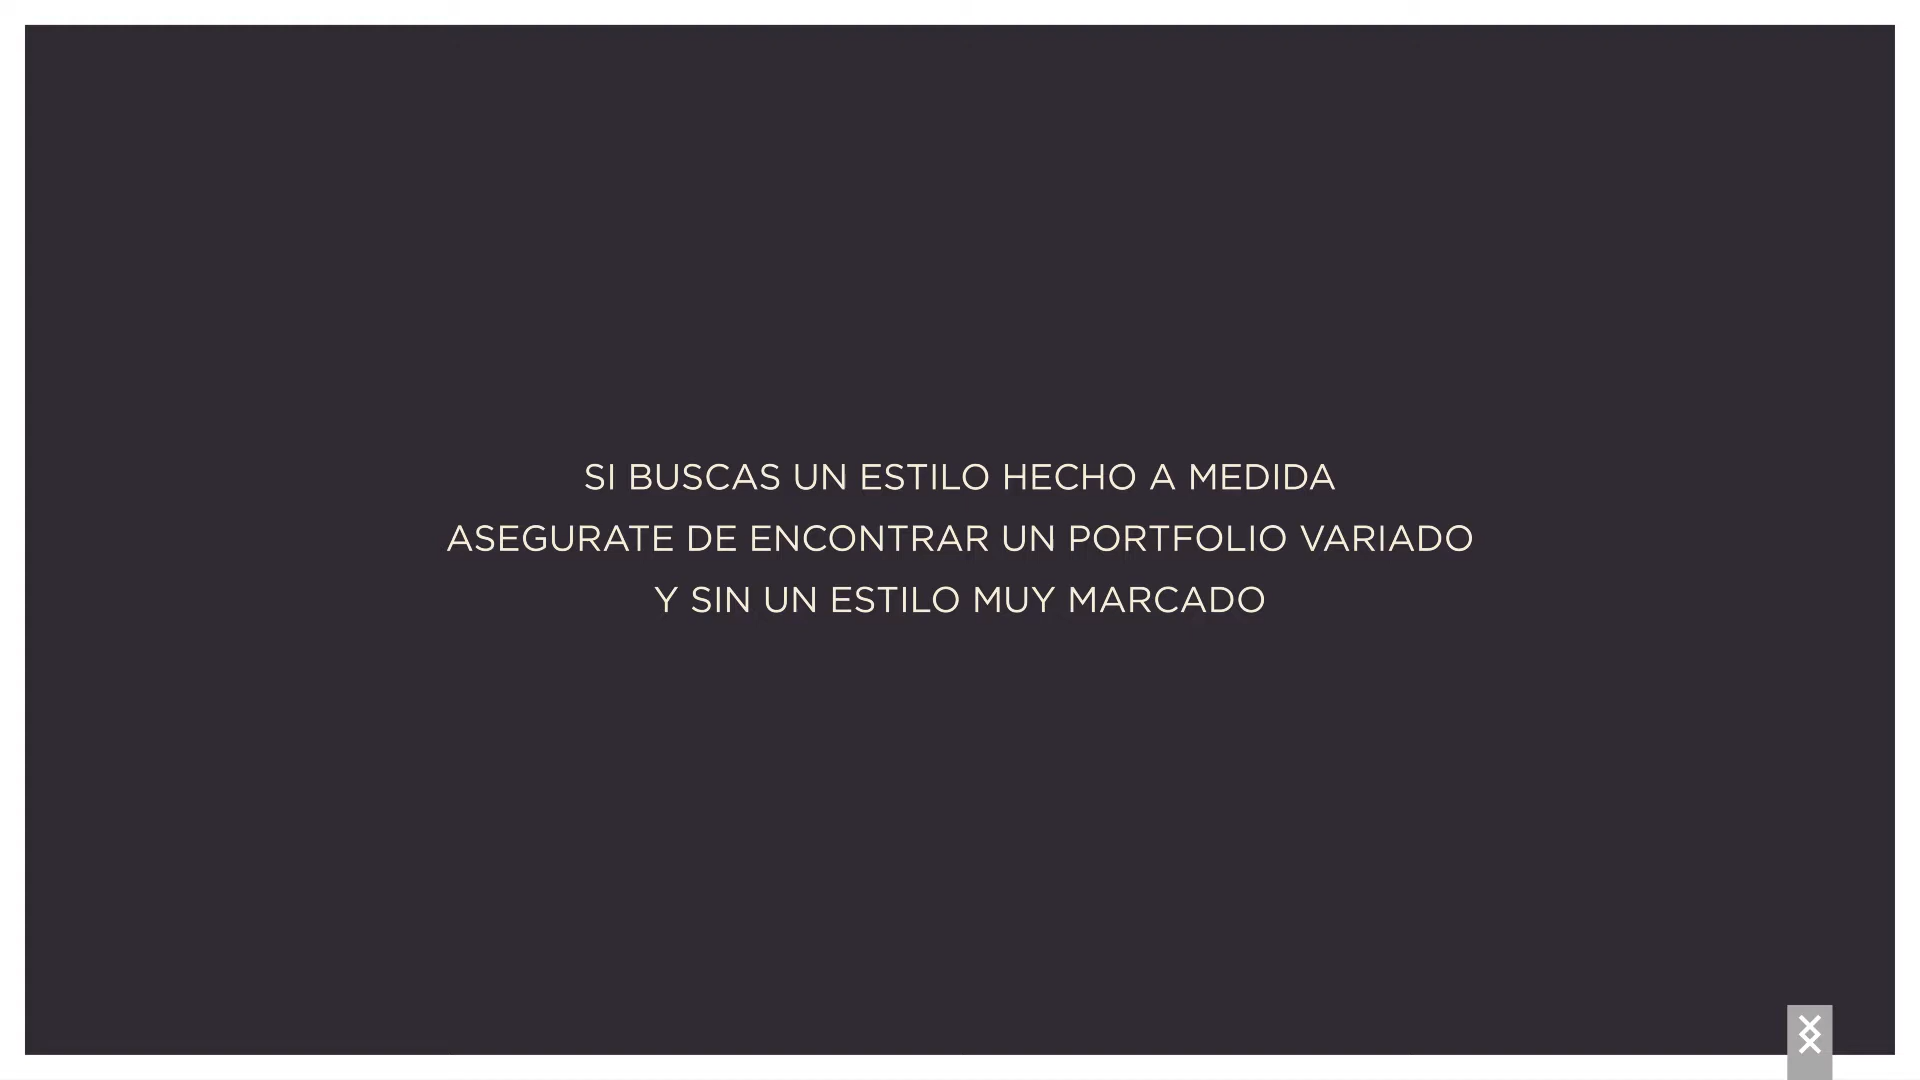 SI BUSCAS UN ESTILO HECHO A MEDIDA
ASEGURATE DE ENCONTRAR UN PORTFOLIO VARIADO
Y SIN UN ESTILO MUY MARCADO